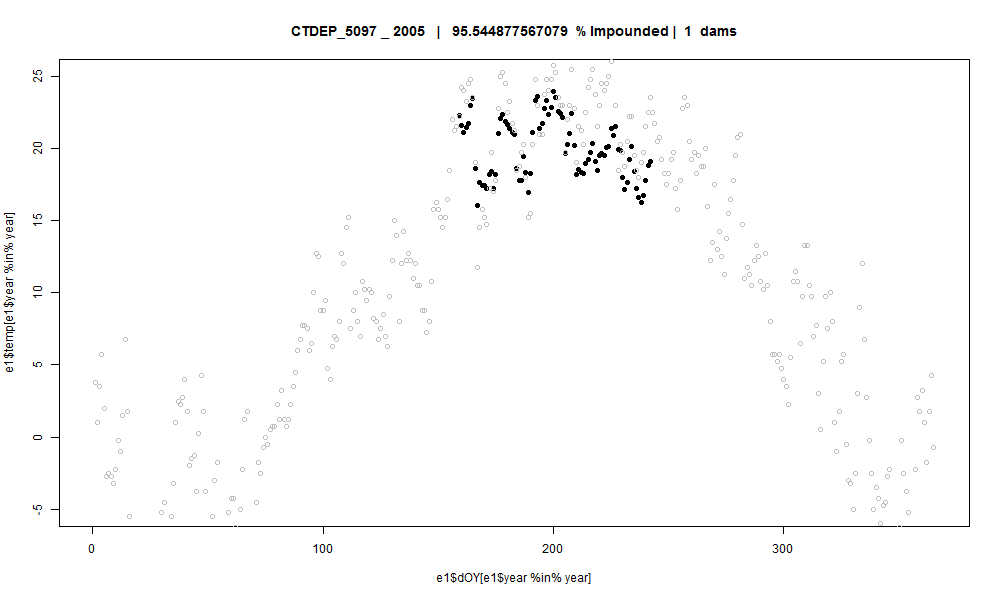 CTDEP_5097 _ 2005 | 95.544877567079 % Impounded | 1 dams
e1$temp[e1$year %in% year]
25
20
15
10
5
0
-5
0 100 200 300
e1$dOY[e1$year %in% year]